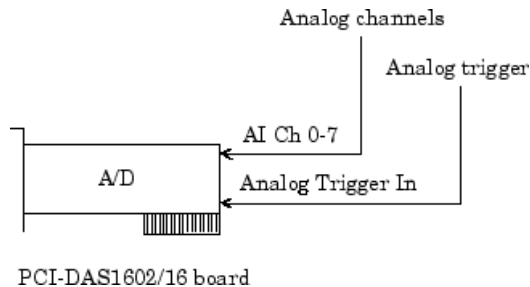 Analog channels
Analog trigger
AI Ch 0-7
A/D
Analog Trigger In
PCI-DAS1602/16 board